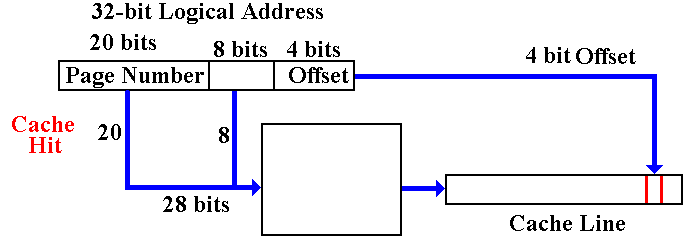 32-bit Logical Address
20 bits
8 bits
4 bits
Page Number
Offset
4 bit Offset
Cache
Hit
20
8
28 bits
Cache Line